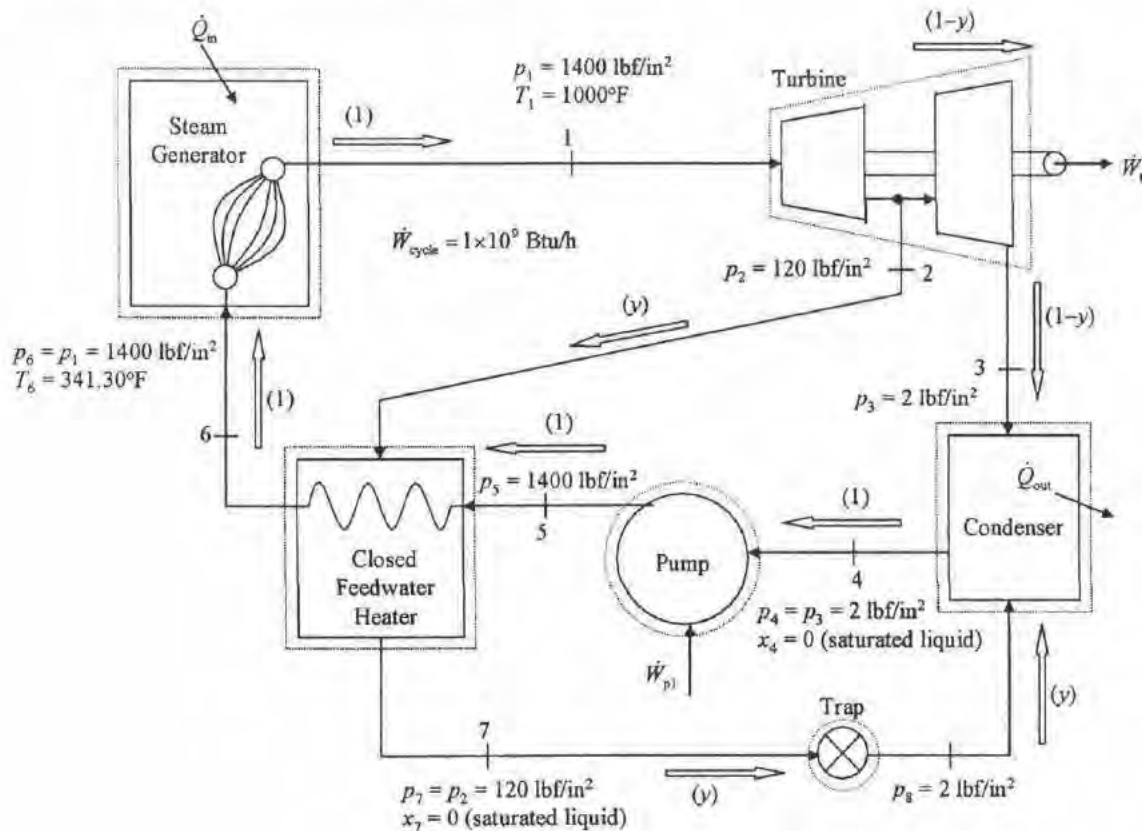 Q̇in
Steam
Generator
(1)
p1 = 1400 lbf/in²
T1 = 1000°F
1
Turbine
(1–y)
Ẇcycle = 1×10⁹ Btu/h
p2 = 120 lbf/in²
2
(y)
(1–y)
3
p3 = 2 lbf/in²
p6 = p1 = 1400 lbf/in²
T6 = 341.30°F
(1)
6
(1)
p5 = 1400 lbf/in²
5
Closed
Feedwater
Heater
Pump
Ẇp1
(1)
4
p4 = p3 = 2 lbf/in²
x4 = 0 (saturated liquid)
Q̇out
Condenser
7
p7 = p2 = 120 lbf/in²
x7 = 0 (saturated liquid)
(y)
Trap
p8 = 2 lbf/in²
(y)